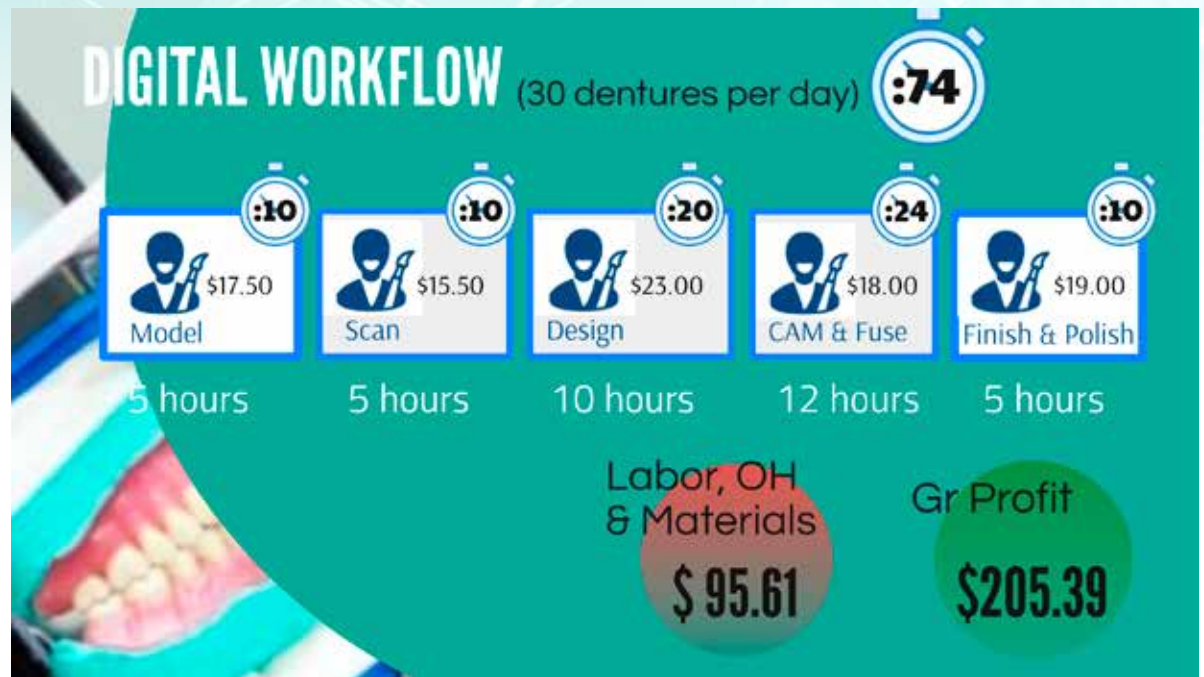 DIGITAL WORKFLOW (30 dentures per day) :74
:10 :10 :20 :24 :10
$17.50 $15.50 $23.00 $18.00 $19.00
Model Scan Design CAM & Fuse Finish & Polish
5 hours 5 hours 10 hours 12 hours 5 hours
Labor, OH
& Materials
$ 95.61
Gr Profit
$205.39